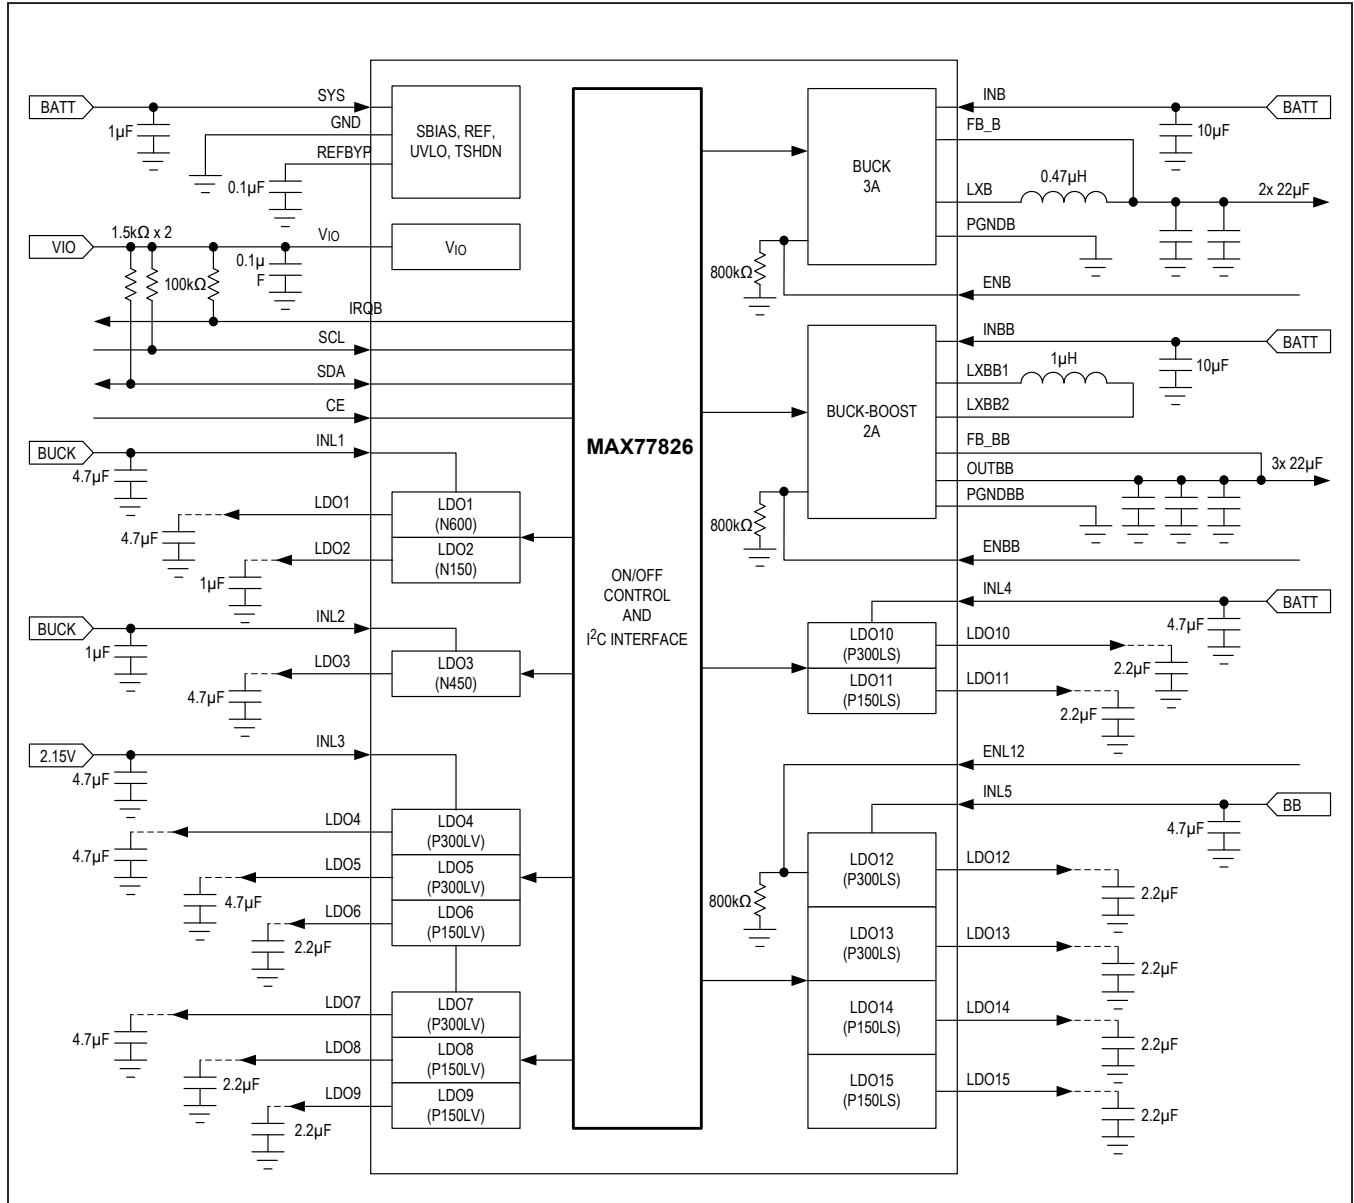 BATT
1µF
SYS
GND
REFBYP
0.1µF
SBIAS, REF,
UVLO, TSHDN
VIO
1.5kΩ x 2
100kΩ
0.1µ
F
VIO
VIO
IRQB
SCL
SDA
CE
BUCK
4.7µF
INL1
LDO1
4.7µF
LDO1
(N600)
LDO2
1µF
LDO2
(N150)
BUCK
1µF
INL2
LDO3
4.7µF
LDO3
(N450)
2.15V
4.7µF
INL3
LDO4
4.7µF
LDO4
(P300LV)
LDO5
4.7µF
LDO5
(P300LV)
LDO6
2.2µF
LDO6
(P150LV)
LDO7
4.7µF
LDO7
(P300LV)
LDO8
2.2µF
LDO8
(P150LV)
LDO9
2.2µF
LDO9
(P150LV)
MAX77826
ON/OFF
CONTROL
AND
I2C INTERFACE
BUCK
3A
INB
BATT
10µF
FB_B
LXB
0.47µH
2x 22µF
PGNDB
800kΩ
ENB
BUCK-BOOST
2A
INBB
BATT
10µF
LXBB1
1µH
LXBB2
FB_BB
OUTBB
3x 22µF
PGNDBB
800kΩ
ENBB
INL4
BATT
4.7µF
LDO10
(P300LS)
LDO10
2.2µF
LDO11
(P150LS)
LDO11
2.2µF
ENL12
INL5
BB
4.7µF
800kΩ
LDO12
(P300LS)
LDO12
2.2µF
LDO13
(P300LS)
LDO13
2.2µF
LDO14
(P150LS)
LDO14
2.2µF
LDO15
(P150LS)
LDO15
2.2µF